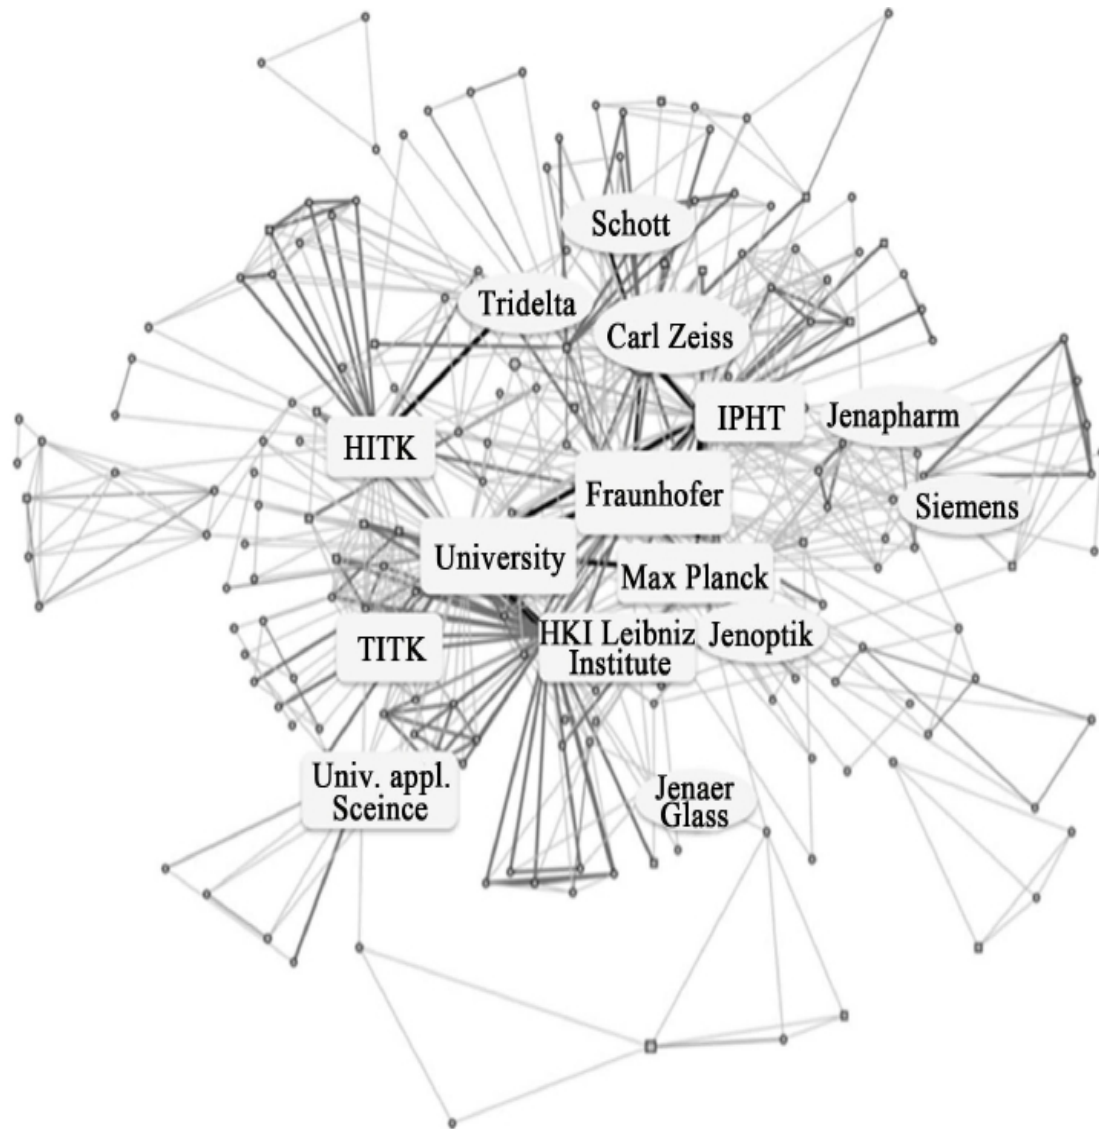 Schott
Tridelta
Carl Zeiss
IPHT
Jenapharm
HITK
Fraunhofer
Siemens
University
Max Planck
TITK
HKI Leibniz
Institute
Jenoptik
Univ. appl.
Sceince
Jenaer
Glass